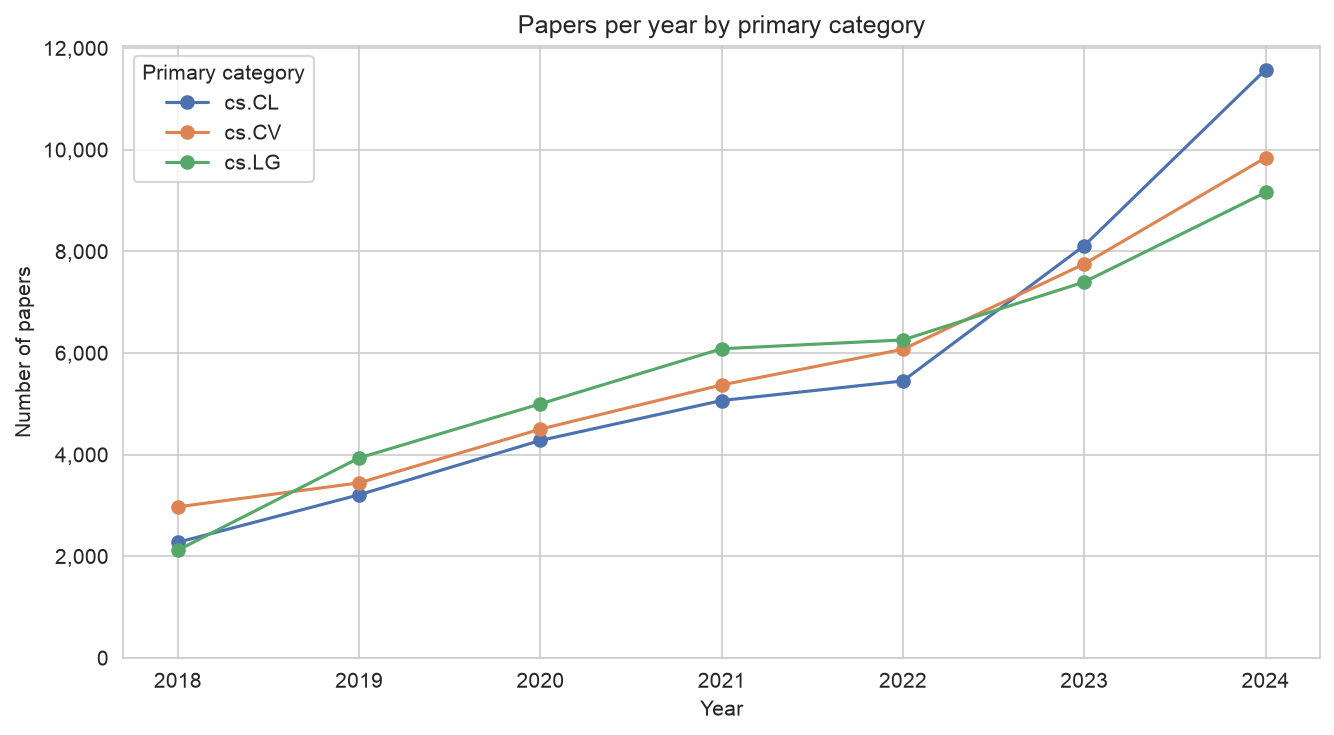 Papers per year by primary category
12,000
10,000
8,000
6,000
4,000
2,000
0
Number of papers
Primary category
cs.CL
cs.CV
cs.LG
2018 2019 2020 2021 2022 2023 2024
Year